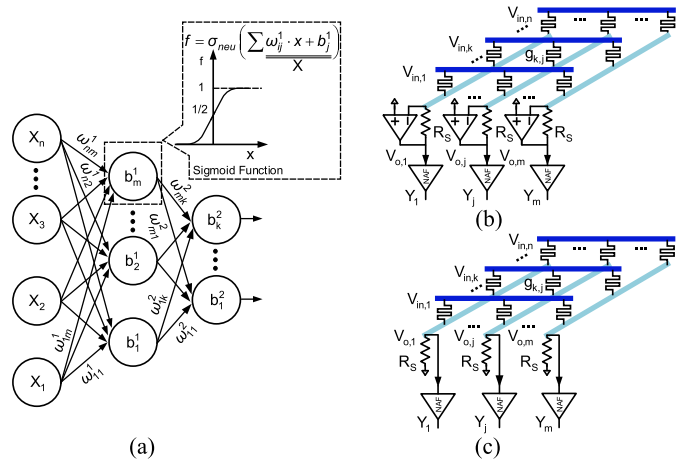 f = σneu (∑ ω¹ij · x + b¹j)
X
f
1
1/2
x
Sigmoid Function
Xn
X3
X2
X1
ω¹nm
ω¹n2
ω¹1m
ω¹11
b¹m
b¹2
b¹1
ω²mk
ω²m1
ω²1k
ω²11
b²k
b²1
(a)
Vin,n
Vin,k
gk,j
Vin,1
+ −
+ −
+ −
RS
RS
RS
Vo,1
Vo,j
Vo,m
NAF
NAF
NAF
Y1
Yj
Ym
(b)
Vin,n
Vin,k
gk,j
Vin,1
Vo,1
Vo,j
Vo,m
RS
RS
RS
NAF
NAF
NAF
Y1
Yj
Ym
(c)